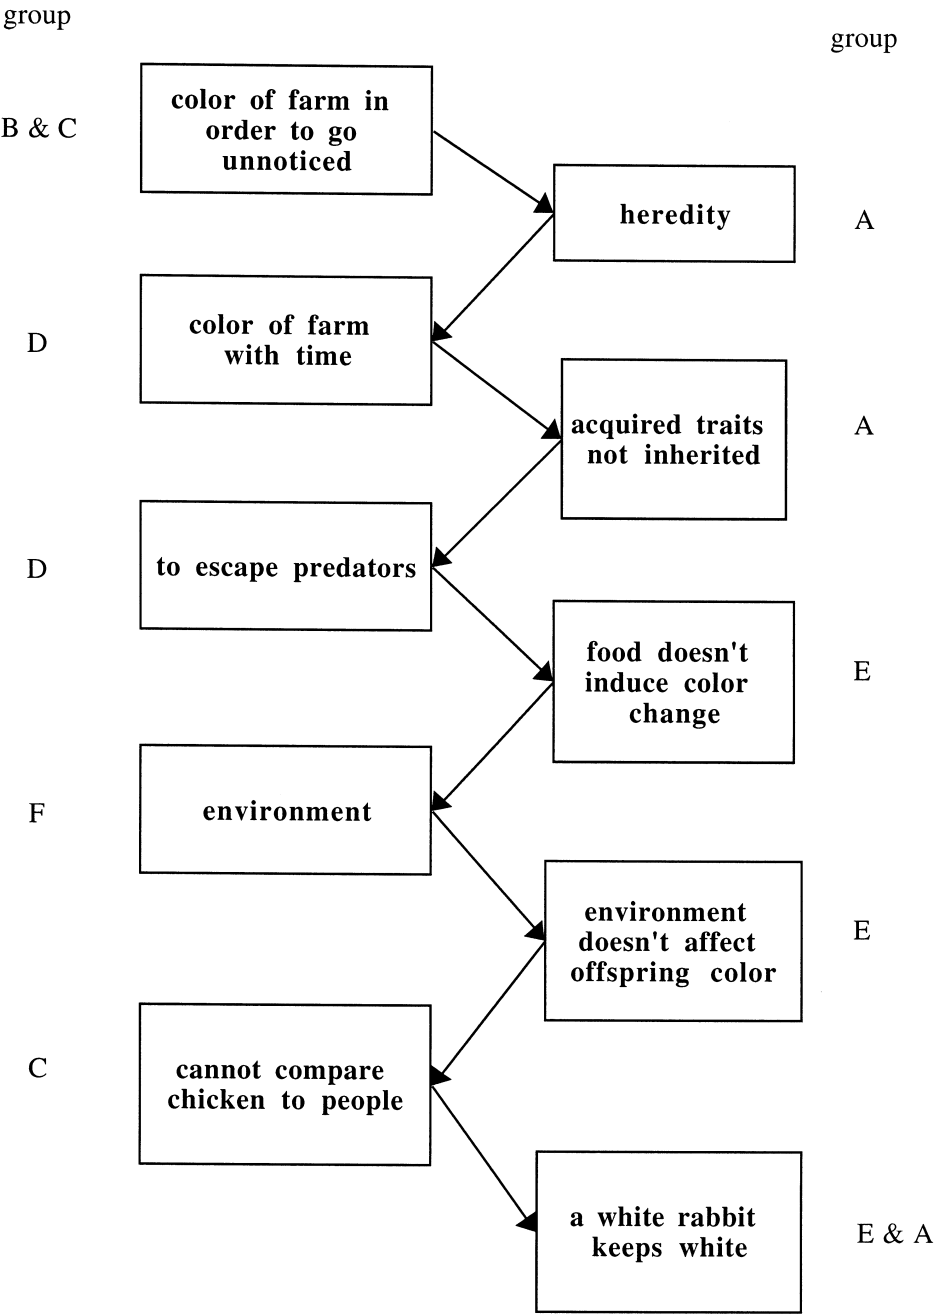 group
group
B & C
color of farm in
order to go
unnoticed
heredity
A
D
color of farm
with time
acquired traits
not inherited
A
D
to escape predators
food doesn't
induce color
change
E
F
environment
environment
doesn't affect
offspring color
E
C
cannot compare
chicken to people
a white rabbit
keeps white
E & A